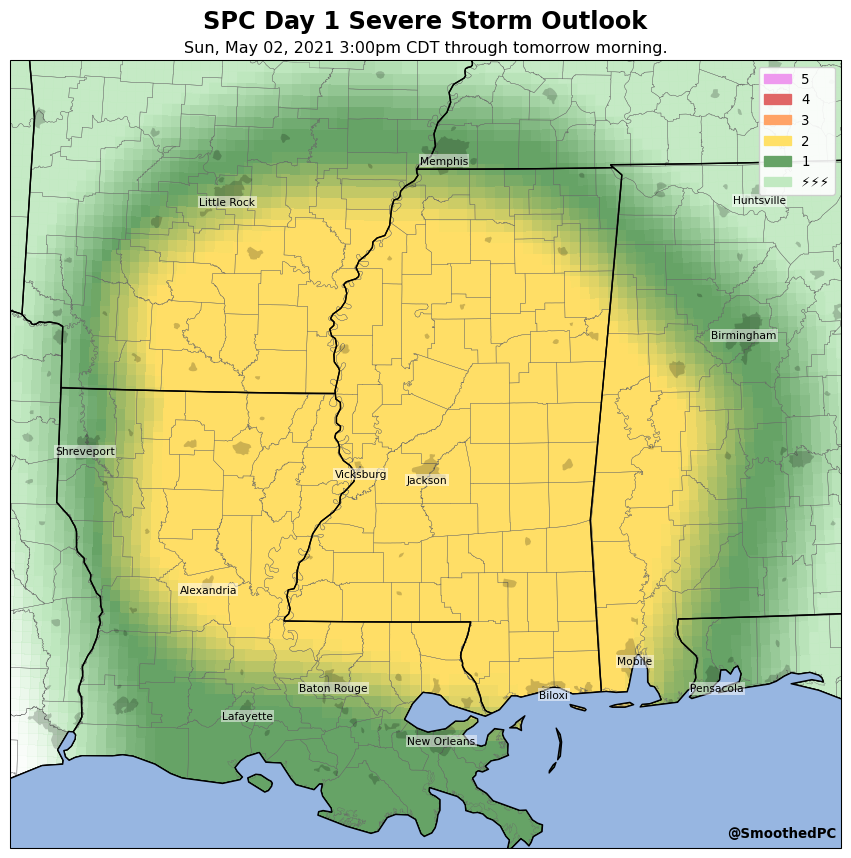 SPC Day 1 Severe Storm Outlook
Sun, May 02, 2021 3:00pm CDT through tomorrow morning.
5
4
3
2
1
⚡⚡⚡
Memphis
Little Rock
Huntsville
Birmingham
Shreveport
Vicksburg
Jackson
Alexandria
Mobile
Baton Rouge
Pensacola
Biloxi
Lafayette
New Orleans
@SmoothedPC